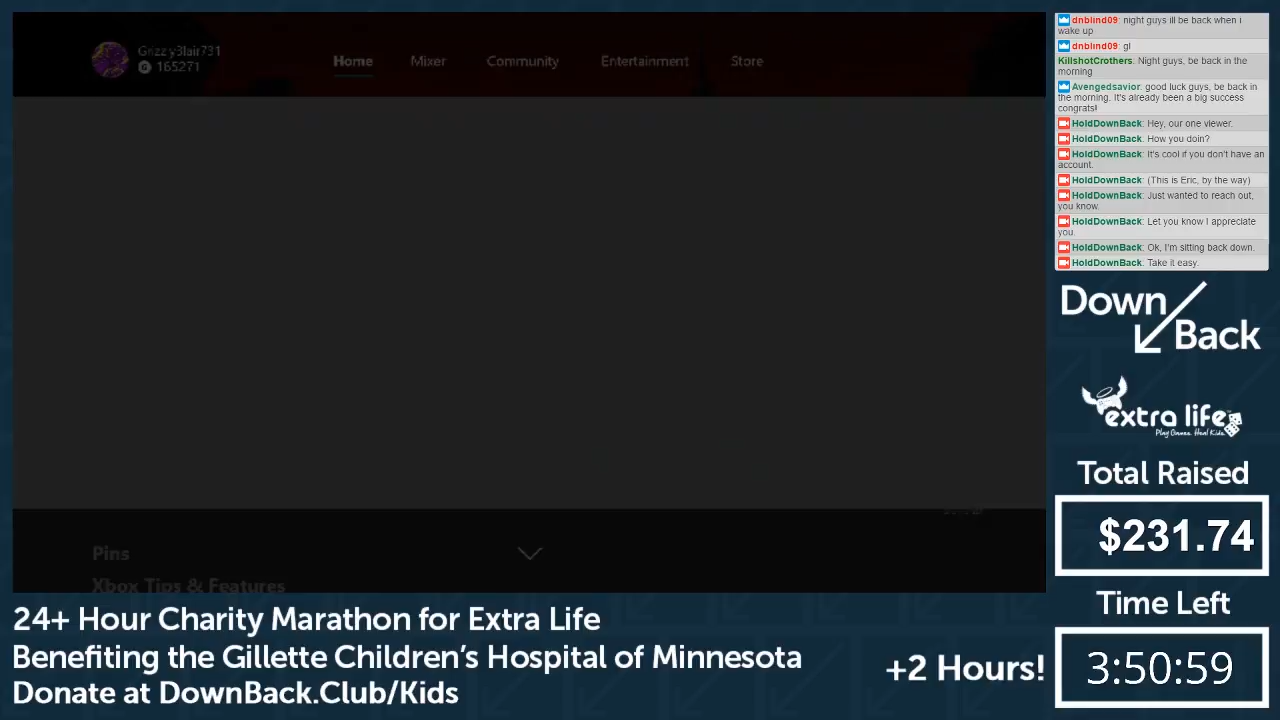 GrizzyBlair731
165271
Home
Mixer
Community
Entertainment
Store
Pins
Xbox Tips & Features
dnblind09: night guys ill be back when i
wake up
dnblind09: gl
KillshotCrothers: Night guys, be back in the
morning
Avengedsavior: good luck guys, be back in
the morning. It's already been a big success
congrats!
HoldDownBack: Hey, our one viewer.
HoldDownBack: How you doin?
HoldDownBack: It's cool if you don't have an
account.
HoldDownBack: (This is Eric, by the way)
HoldDownBack: Just wanted to reach out,
you know.
HoldDownBack: Let you know I appreciate
you.
HoldDownBack: Ok, I'm sitting back down.
HoldDownBack: Take it easy.
Down
Back
extra life
Play Games. Heal Kids.
Total Raised
$231.74
Time Left
3:50:59
+2 Hours!
24+ Hour Charity Marathon for Extra Life
Benefiting the Gillette Children's Hospital of Minnesota
Donate at DownBack.Club/Kids